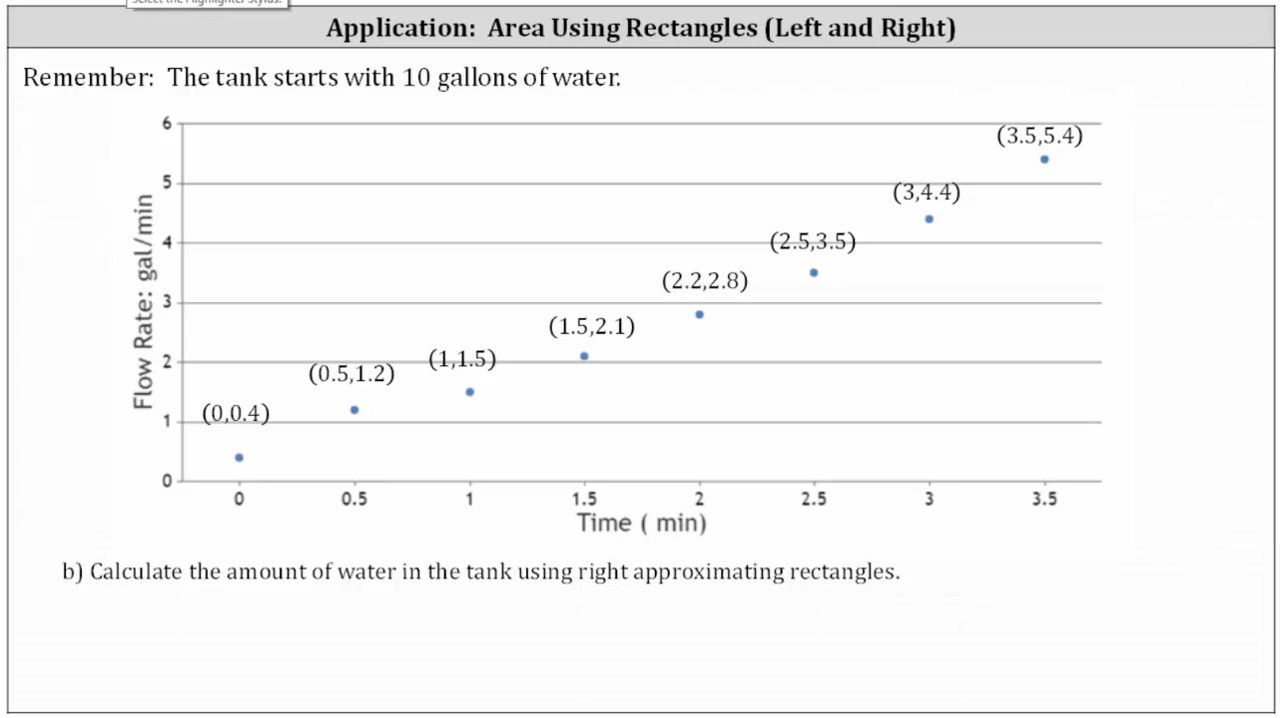 Select the Highlighter Stylus.
Application: Area Using Rectangles (Left and Right)
Remember: The tank starts with 10 gallons of water.
6
(3.5,5.4)
5
(3,4.4)
4
(2.5,3.5)
(2.2,2.8)
3
(1.5,2.1)
2
(1,1.5)
(0.5,1.2)
1
(0,0.4)
0
Flow Rate: gal/min
0 0.5 1 1.5 2 2.5 3 3.5
Time ( min)
b) Calculate the amount of water in the tank using right approximating rectangles.